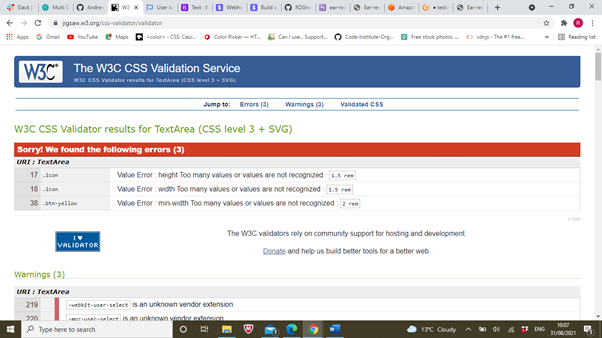 Slack
Multi
Andrei
W3
User
Text - B
Webh
Build a
RDGr
ear-re
Ear-re
Amazo
test
Ear-re
jigsaw.w3.org/css-validator/validator
Apps
Gmail
YouTube
Maps
<color> - CSS: Casc...
Color Picker — HT...
Can I use... Support...
Code-Institute-Org...
Free stock photos -...
cdnjs - The #1 free...
Reading list
W3C
The W3C CSS Validation Service
W3C CSS Validator results for TextArea (CSS level 3 + SVG)
Jump to: Errors (3) Warnings (3) Validated CSS
W3C CSS Validator results for TextArea (CSS level 3 + SVG)
Sorry! We found the following errors (3)
URI : TextArea
17 .icon Value Error : height Too many values or values are not recognized : 1.5 rem
18 .icon Value Error : width Too many values or values are not recognized : 1.5 rem
38 .btn-yellow Value Error : min-width Too many values or values are not recognized : 2 rem
↑ TOP
I ♥
VALIDATOR
The W3C validators rely on community support for hosting and development.
Donate and help us build better tools for a better web.
Warnings (3)
URI : TextArea
219 -webkit-user-select is an unknown vendor extension
220 -moz-user-select is an unknown vendor extension
Type here to search
13°C Cloudy
ENG
10:07
31/08/2021